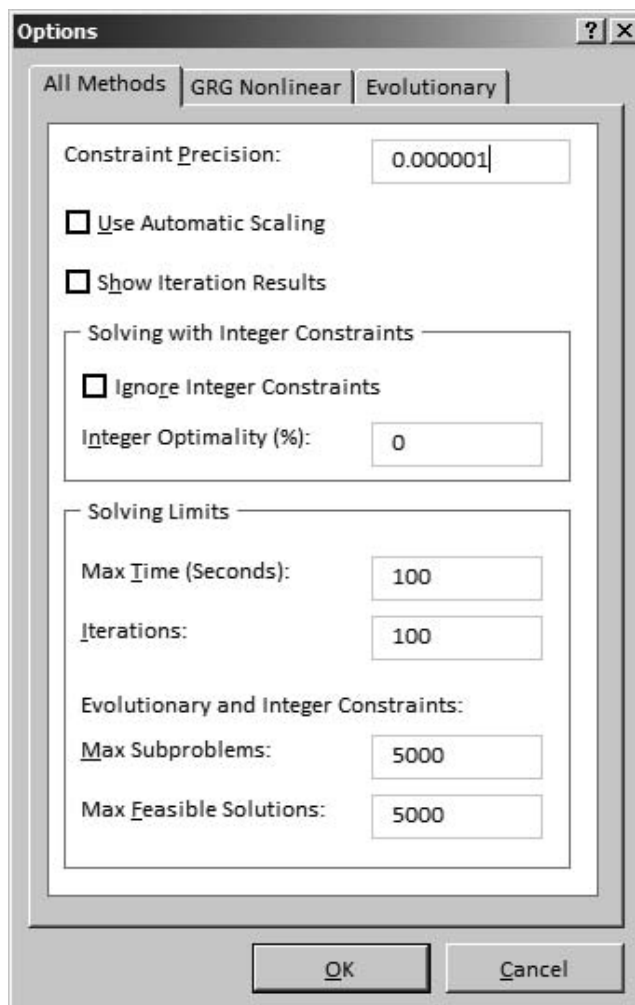 Options
All Methods GRG Nonlinear Evolutionary
Constraint Precision: 0.000001
Use Automatic Scaling
Show Iteration Results
Solving with Integer Constraints
Ignore Integer Constraints
Integer Optimality (%): 0
Solving Limits
Max Time (Seconds): 100
Iterations: 100
Evolutionary and Integer Constraints:
Max Subproblems: 5000
Max Feasible Solutions: 5000
OK Cancel